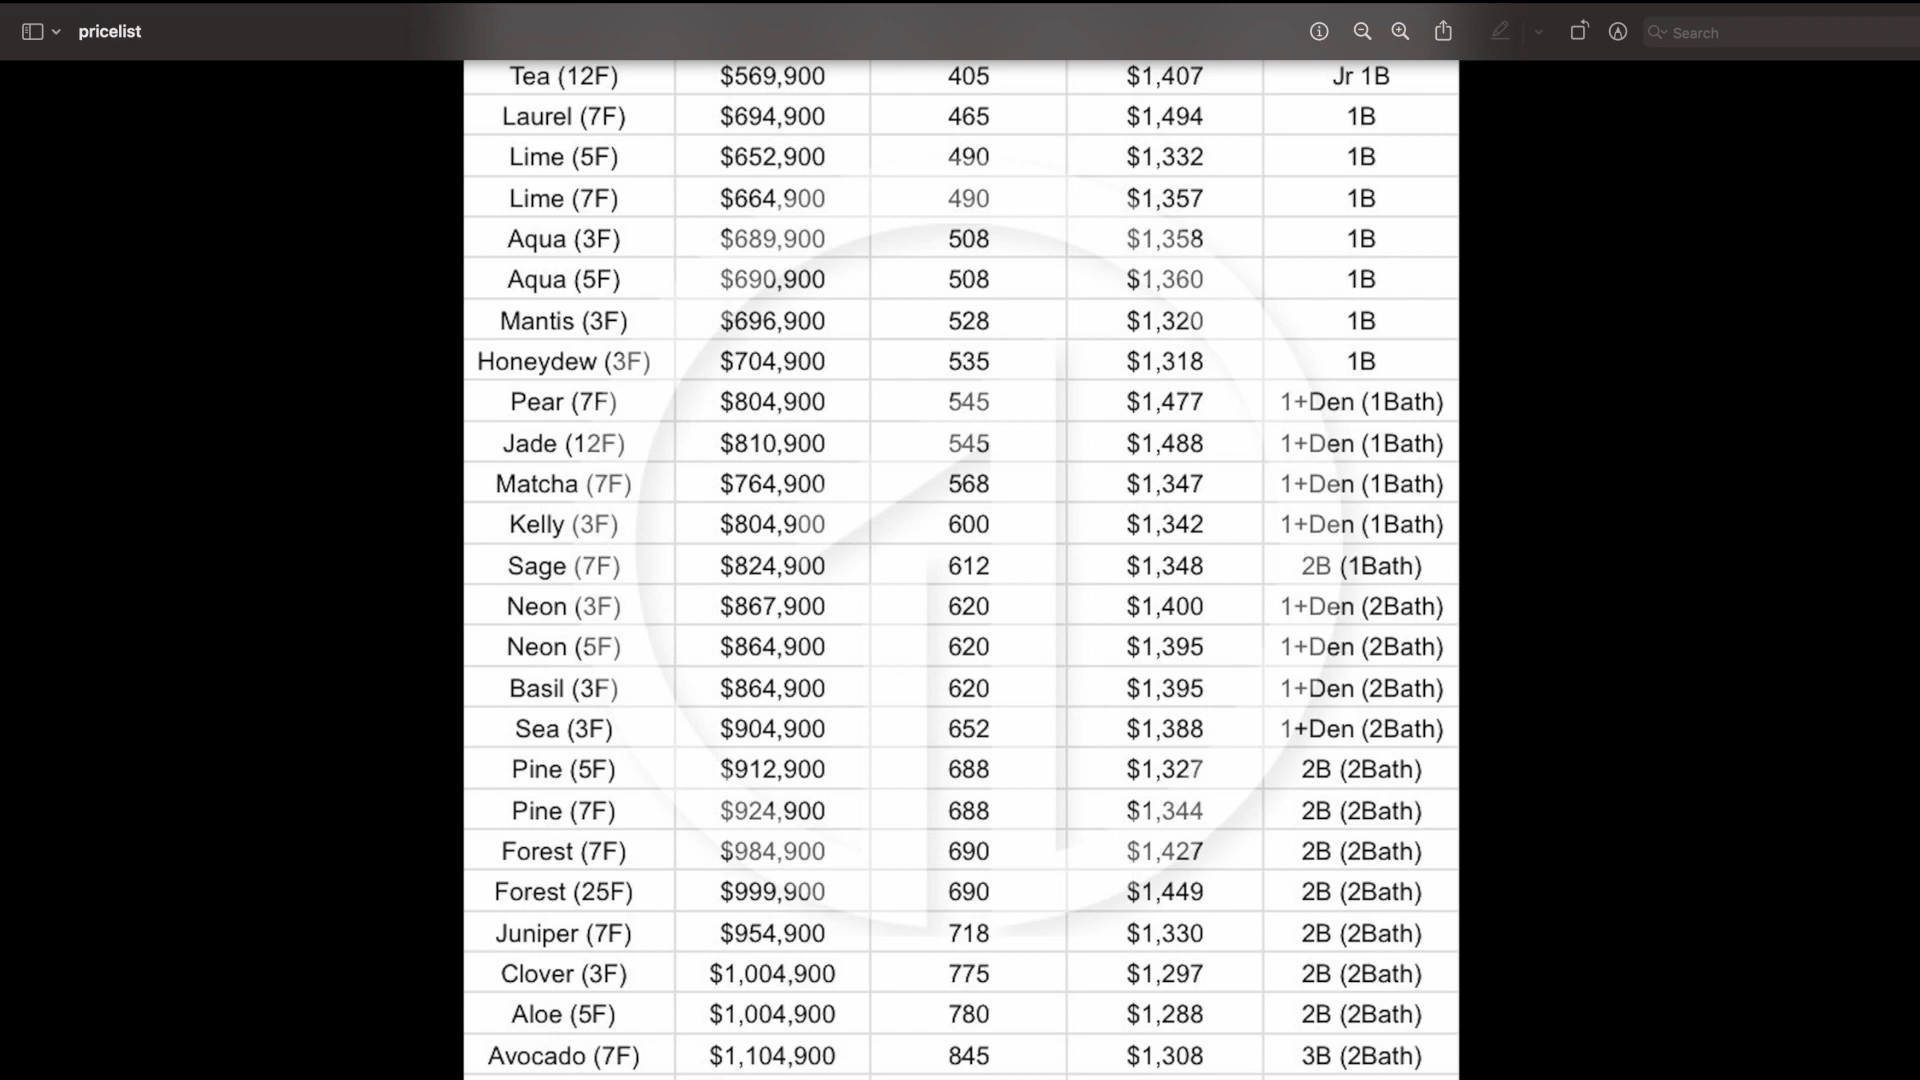 pricelist
Search
Tea (12F) $569,900 405 $1,407 Jr 1B
Laurel (7F) $694,900 465 $1,494 1B
Lime (5F) $652,900 490 $1,332 1B
Lime (7F) $664,900 490 $1,357 1B
Aqua (3F) $689,900 508 $1,358 1B
Aqua (5F) $690,900 508 $1,360 1B
Mantis (3F) $696,900 528 $1,320 1B
Honeydew (3F) $704,900 535 $1,318 1B
Pear (7F) $804,900 545 $1,477 1+Den (1Bath)
Jade (12F) $810,900 545 $1,488 1+Den (1Bath)
Matcha (7F) $764,900 568 $1,347 1+Den (1Bath)
Kelly (3F) $804,900 600 $1,342 1+Den (1Bath)
Sage (7F) $824,900 612 $1,348 2B (1Bath)
Neon (3F) $867,900 620 $1,400 1+Den (2Bath)
Neon (5F) $864,900 620 $1,395 1+Den (2Bath)
Basil (3F) $864,900 620 $1,395 1+Den (2Bath)
Sea (3F) $904,900 652 $1,388 1+Den (2Bath)
Pine (5F) $912,900 688 $1,327 2B (2Bath)
Pine (7F) $924,900 688 $1,344 2B (2Bath)
Forest (7F) $984,900 690 $1,427 2B (2Bath)
Forest (25F) $999,900 690 $1,449 2B (2Bath)
Juniper (7F) $954,900 718 $1,330 2B (2Bath)
Clover (3F) $1,004,900 775 $1,297 2B (2Bath)
Aloe (5F) $1,004,900 780 $1,288 2B (2Bath)
Avocado (7F) $1,104,900 845 $1,308 3B (2Bath)